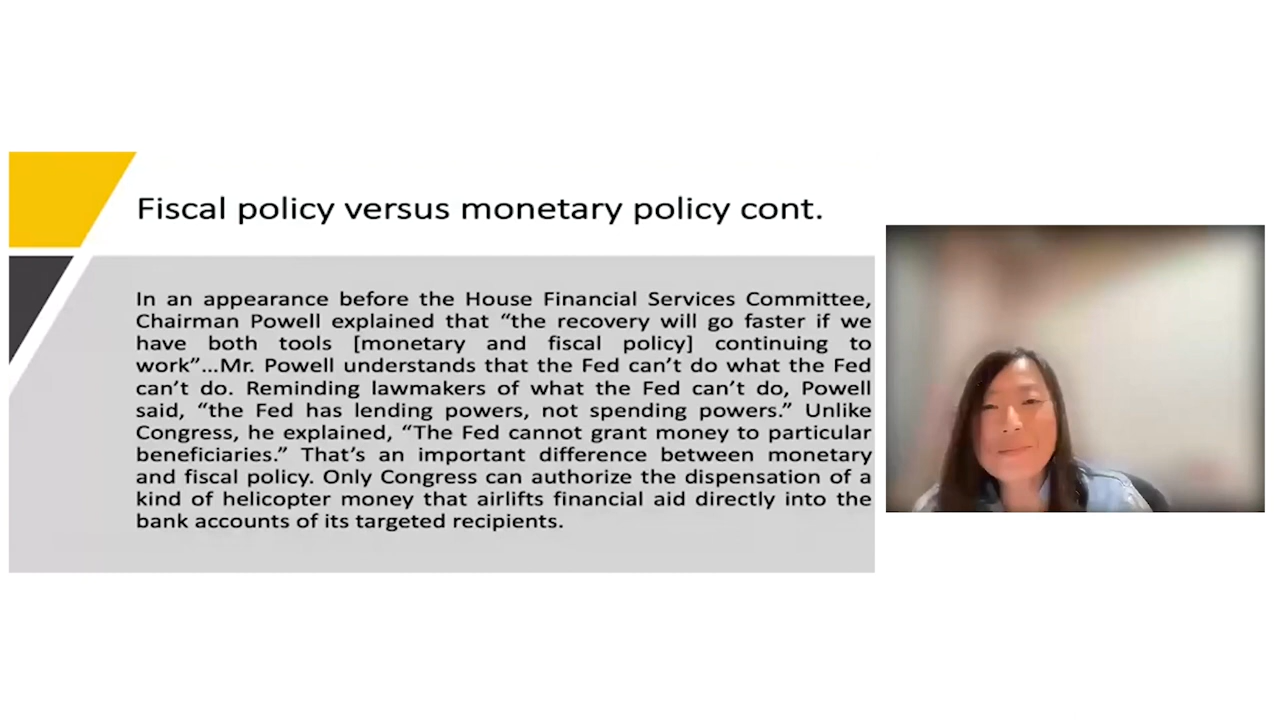 Fiscal policy versus monetary policy cont.
In an appearance before the House Financial Services Committee,
Chairman Powell explained that “the recovery will go faster if we
have both tools [monetary and fiscal policy] continuing to
work”...Mr. Powell understands that the Fed can’t do what the Fed
can’t do. Reminding lawmakers of what the Fed can’t do, Powell
said, “the Fed has lending powers, not spending powers.” Unlike
Congress, he explained, “The Fed cannot grant money to particular
beneficiaries.” That’s an important difference between monetary
and fiscal policy. Only Congress can authorize the dispensation of a
kind of helicopter money that airlifts financial aid directly into the
bank accounts of its targeted recipients.